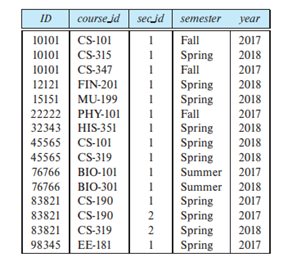 ID course_id sec_id semester year
10101 CS-101 1 Fall 2017
10101 CS-315 1 Spring 2018
10101 CS-347 1 Fall 2017
12121 FIN-201 1 Spring 2018
15151 MU-199 1 Spring 2018
22222 PHY-101 1 Fall 2017
32343 HIS-351 1 Spring 2018
45565 CS-101 1 Spring 2018
45565 CS-319 1 Spring 2018
76766 BIO-101 1 Summer 2017
76766 BIO-301 1 Summer 2018
83821 CS-190 1 Spring 2017
83821 CS-190 2 Spring 2017
83821 CS-319 2 Spring 2018
98345 EE-181 1 Spring 2017